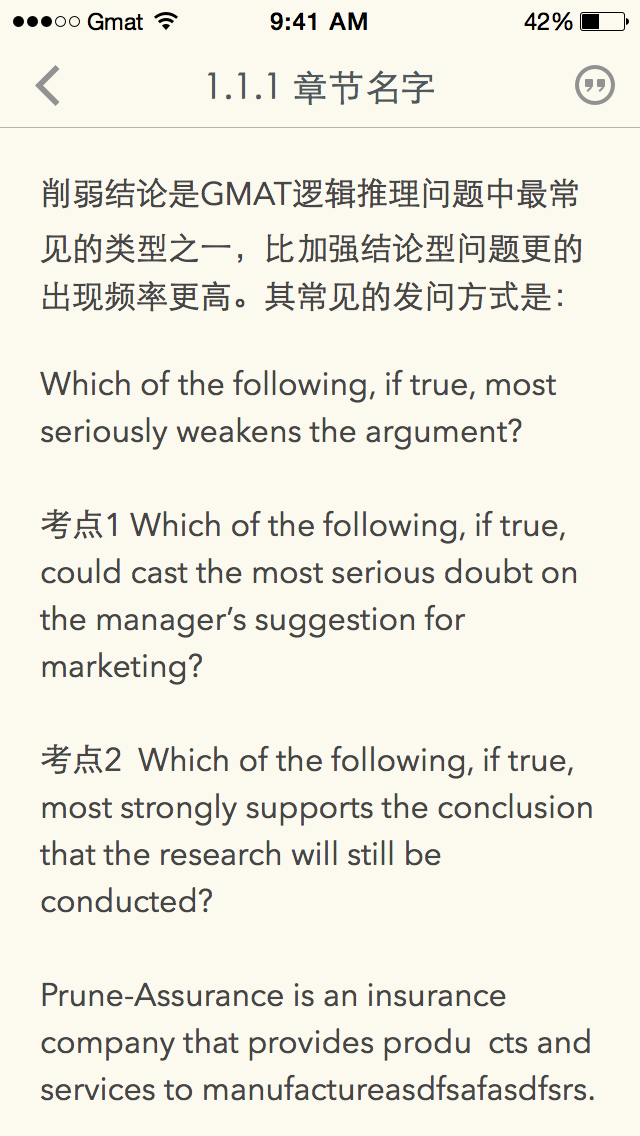 Gmat 9:41 AM 42%
1.1.1 章节名字
削弱结论是GMAT逻辑推理问题中最常
见的类型之一，比加强结论型问题更的
出现频率更高。其常见的发问方式是：
Which of the following, if true, most
seriously weakens the argument?
考点1 Which of the following, if true,
could cast the most serious doubt on
the manager’s suggestion for
marketing?
考点2 Which of the following, if true,
most strongly supports the conclusion
that the research will still be
conducted?
Prune-Assurance is an insurance
company that provides produ cts and
services to manufactureasdfsafasdfsrs.